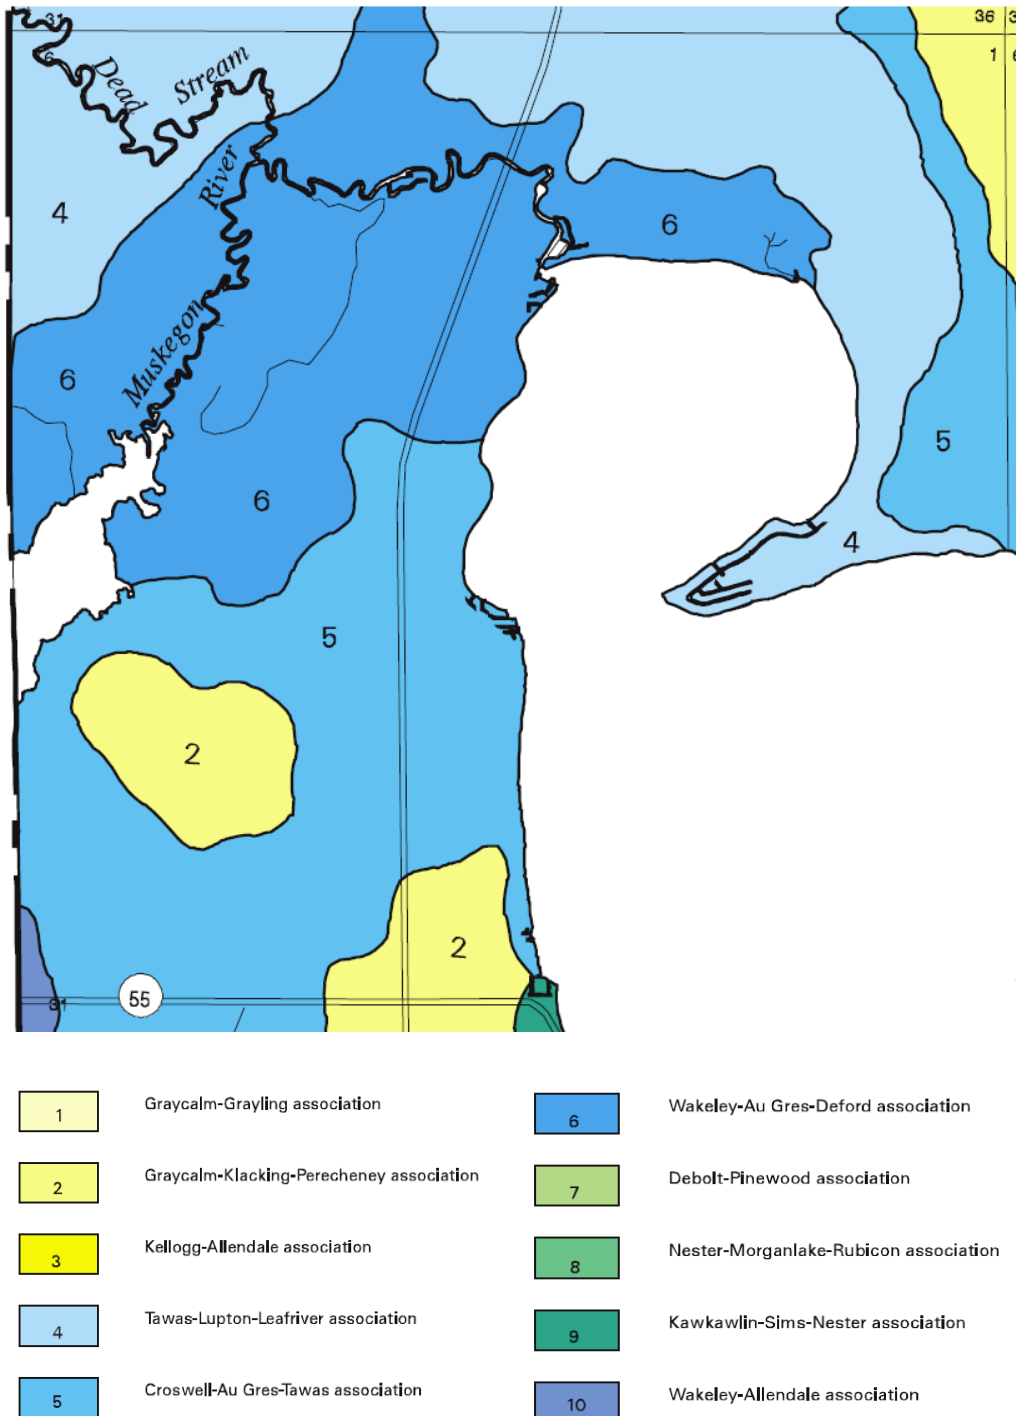 31
36 3
6
1 6
Dead Stream
River
4
6
6
Muskegon
5
6
4
5
2
2
31
55
1 Graycalm-Grayling association
2 Graycalm-Klacking-Perecheney association
3 Kellogg-Allendale association
4 Tawas-Lupton-Leafriver association
5 Croswell-Au Gres-Tawas association
6 Wakeley-Au Gres-Deford association
7 Debolt-Pinewood association
8 Nester-Morganlake-Rubicon association
9 Kawkawlin-Sims-Nester association
10 Wakeley-Allendale association